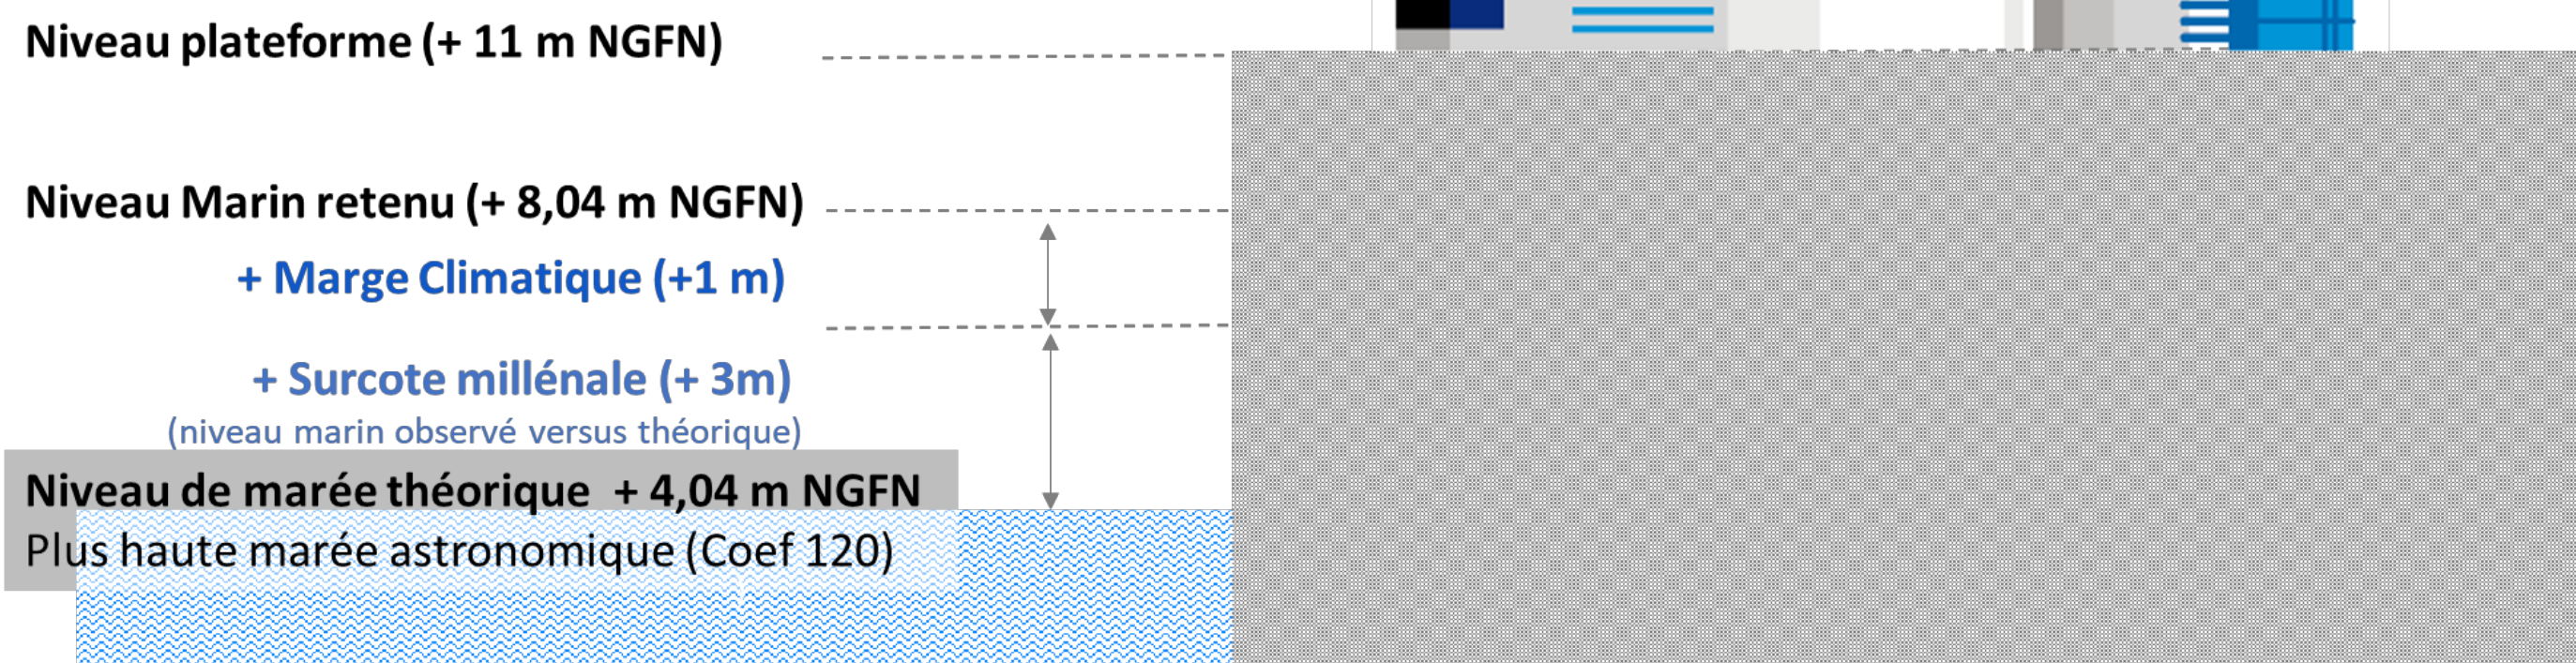 Niveau plateforme (+ 11 m NGFN)
Niveau Marin retenu (+ 8,04 m NGFN)
+ Marge Climatique (+1 m)
+ Surcote millénale (+ 3m)
(niveau marin observé versus théorique)
Niveau de marée théorique + 4,04 m NGFN
Plus haute marée astronomique (Coef 120)